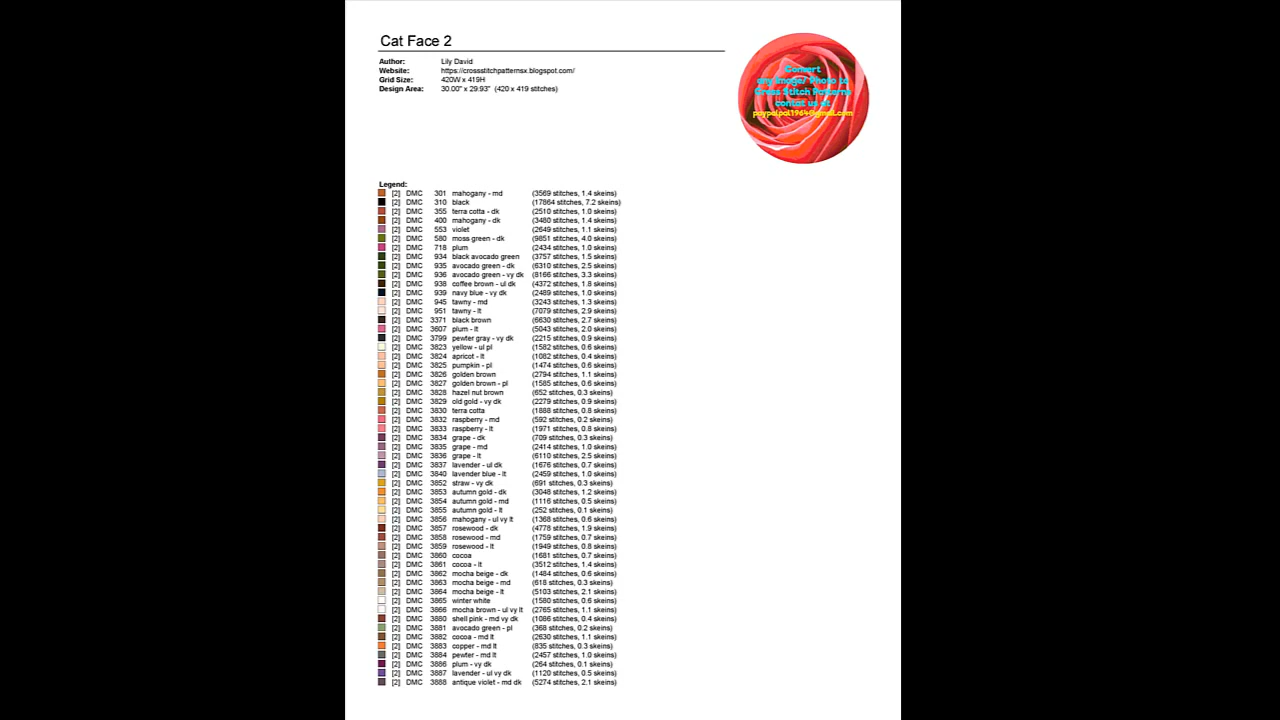 Cat Face 2
Author: Lily David
Website: https://crossstitchpatternsx.blogspot.com/
Grid Size: 420W x 419H
Design Area: 30.00" x 29.93" (420 x 419 stitches)
Convert
any Image/ Photo to
Cross Stitch Patterns
contat us at
paypalpal1964@gmail.com
Legend:
[2] DMC 301 mahogany - md (3569 stitches, 1.4 skeins)
[2] DMC 310 black (17864 stitches, 7.2 skeins)
[2] DMC 355 terra cotta - dk (2510 stitches, 1.0 skeins)
[2] DMC 400 mahogany - dk (3480 stitches, 1.4 skeins)
[2] DMC 553 violet (2649 stitches, 1.1 skeins)
[2] DMC 580 moss green - dk (9851 stitches, 4.0 skeins)
[2] DMC 718 plum (2434 stitches, 1.0 skeins)
[2] DMC 934 black avocado green (3757 stitches, 1.5 skeins)
[2] DMC 935 avocado green - dk (6310 stitches, 2.5 skeins)
[2] DMC 936 avocado green - vy dk (8166 stitches, 3.3 skeins)
[2] DMC 938 coffee brown - ul dk (4372 stitches, 1.8 skeins)
[2] DMC 939 navy blue - vy dk (2489 stitches, 1.0 skeins)
[2] DMC 945 tawny - md (3243 stitches, 1.3 skeins)
[2] DMC 951 tawny - lt (7079 stitches, 2.9 skeins)
[2] DMC 3371 black brown (6630 stitches, 2.7 skeins)
[2] DMC 3607 plum - lt (5043 stitches, 2.0 skeins)
[2] DMC 3799 pewter gray - vy dk (2215 stitches, 0.9 skeins)
[2] DMC 3823 yellow - ul pl (1582 stitches, 0.6 skeins)
[2] DMC 3824 apricot - lt (1082 stitches, 0.4 skeins)
[2] DMC 3825 pumpkin - pl (1474 stitches, 0.6 skeins)
[2] DMC 3826 golden brown (2794 stitches, 1.1 skeins)
[2] DMC 3827 golden brown - pl (1585 stitches, 0.6 skeins)
[2] DMC 3828 hazel nut brown (652 stitches, 0.3 skeins)
[2] DMC 3829 old gold - vy dk (2279 stitches, 0.9 skeins)
[2] DMC 3830 terra cotta (1888 stitches, 0.8 skeins)
[2] DMC 3832 raspberry - md (592 stitches, 0.2 skeins)
[2] DMC 3833 raspberry - lt (1971 stitches, 0.8 skeins)
[2] DMC 3834 grape - dk (709 stitches, 0.3 skeins)
[2] DMC 3835 grape - md (2414 stitches, 1.0 skeins)
[2] DMC 3836 grape - lt (6110 stitches, 2.5 skeins)
[2] DMC 3837 lavender - ul dk (1676 stitches, 0.7 skeins)
[2] DMC 3840 lavender blue - lt (2459 stitches, 1.0 skeins)
[2] DMC 3852 straw - vy dk (691 stitches, 0.3 skeins)
[2] DMC 3853 autumn gold - dk (3048 stitches, 1.2 skeins)
[2] DMC 3854 autumn gold - md (1116 stitches, 0.5 skeins)
[2] DMC 3855 autumn gold - lt (252 stitches, 0.1 skeins)
[2] DMC 3856 mahogany - ul vy lt (1368 stitches, 0.6 skeins)
[2] DMC 3857 rosewood - dk (4778 stitches, 1.9 skeins)
[2] DMC 3858 rosewood - md (1759 stitches, 0.7 skeins)
[2] DMC 3859 rosewood - lt (1949 stitches, 0.8 skeins)
[2] DMC 3860 cocoa (1681 stitches, 0.7 skeins)
[2] DMC 3861 cocoa - lt (3512 stitches, 1.4 skeins)
[2] DMC 3862 mocha beige - dk (1484 stitches, 0.6 skeins)
[2] DMC 3863 mocha beige - md (618 stitches, 0.3 skeins)
[2] DMC 3864 mocha beige - lt (5103 stitches, 2.1 skeins)
[2] DMC 3865 winter white (1580 stitches, 0.6 skeins)
[2] DMC 3866 mocha brown - ul vy lt (2765 stitches, 1.1 skeins)
[2] DMC 3880 shell pink - md vy dk (1086 stitches, 0.4 skeins)
[2] DMC 3881 avocado green - pl (368 stitches, 0.2 skeins)
[2] DMC 3882 cocoa - md lt (2630 stitches, 1.1 skeins)
[2] DMC 3883 copper - md lt (835 stitches, 0.3 skeins)
[2] DMC 3884 pewter - md lt (2457 stitches, 1.0 skeins)
[2] DMC 3886 plum - vy dk (264 stitches, 0.1 skeins)
[2] DMC 3887 lavender - ul vy dk (1120 stitches, 0.5 skeins)
[2] DMC 3888 antique violet - md dk (5274 stitches, 2.1 skeins)